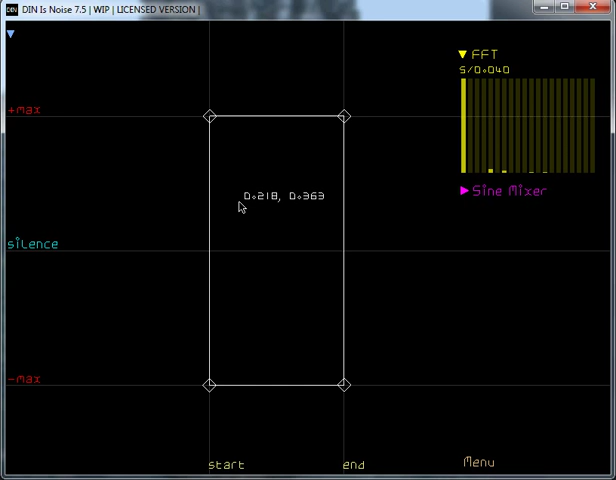 DIN DIN Is Noise 7.5 | WIP | LICENSED VERSION |
FFT
S/0.040
+max
0.218, 0.363
Sine Mixer
silence
-max
start end Menu